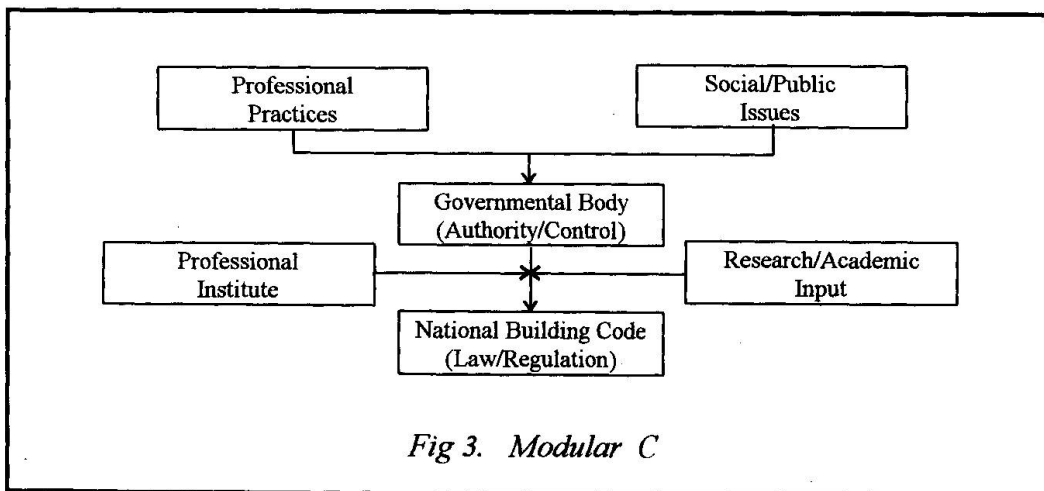 Professional
Practices
Social/Public
Issues
Governmental Body
(Authority/Control)
Professional
Institute
Research/Academic
Input
National Building Code
(Law/Regulation)
Fig 3. Modular C